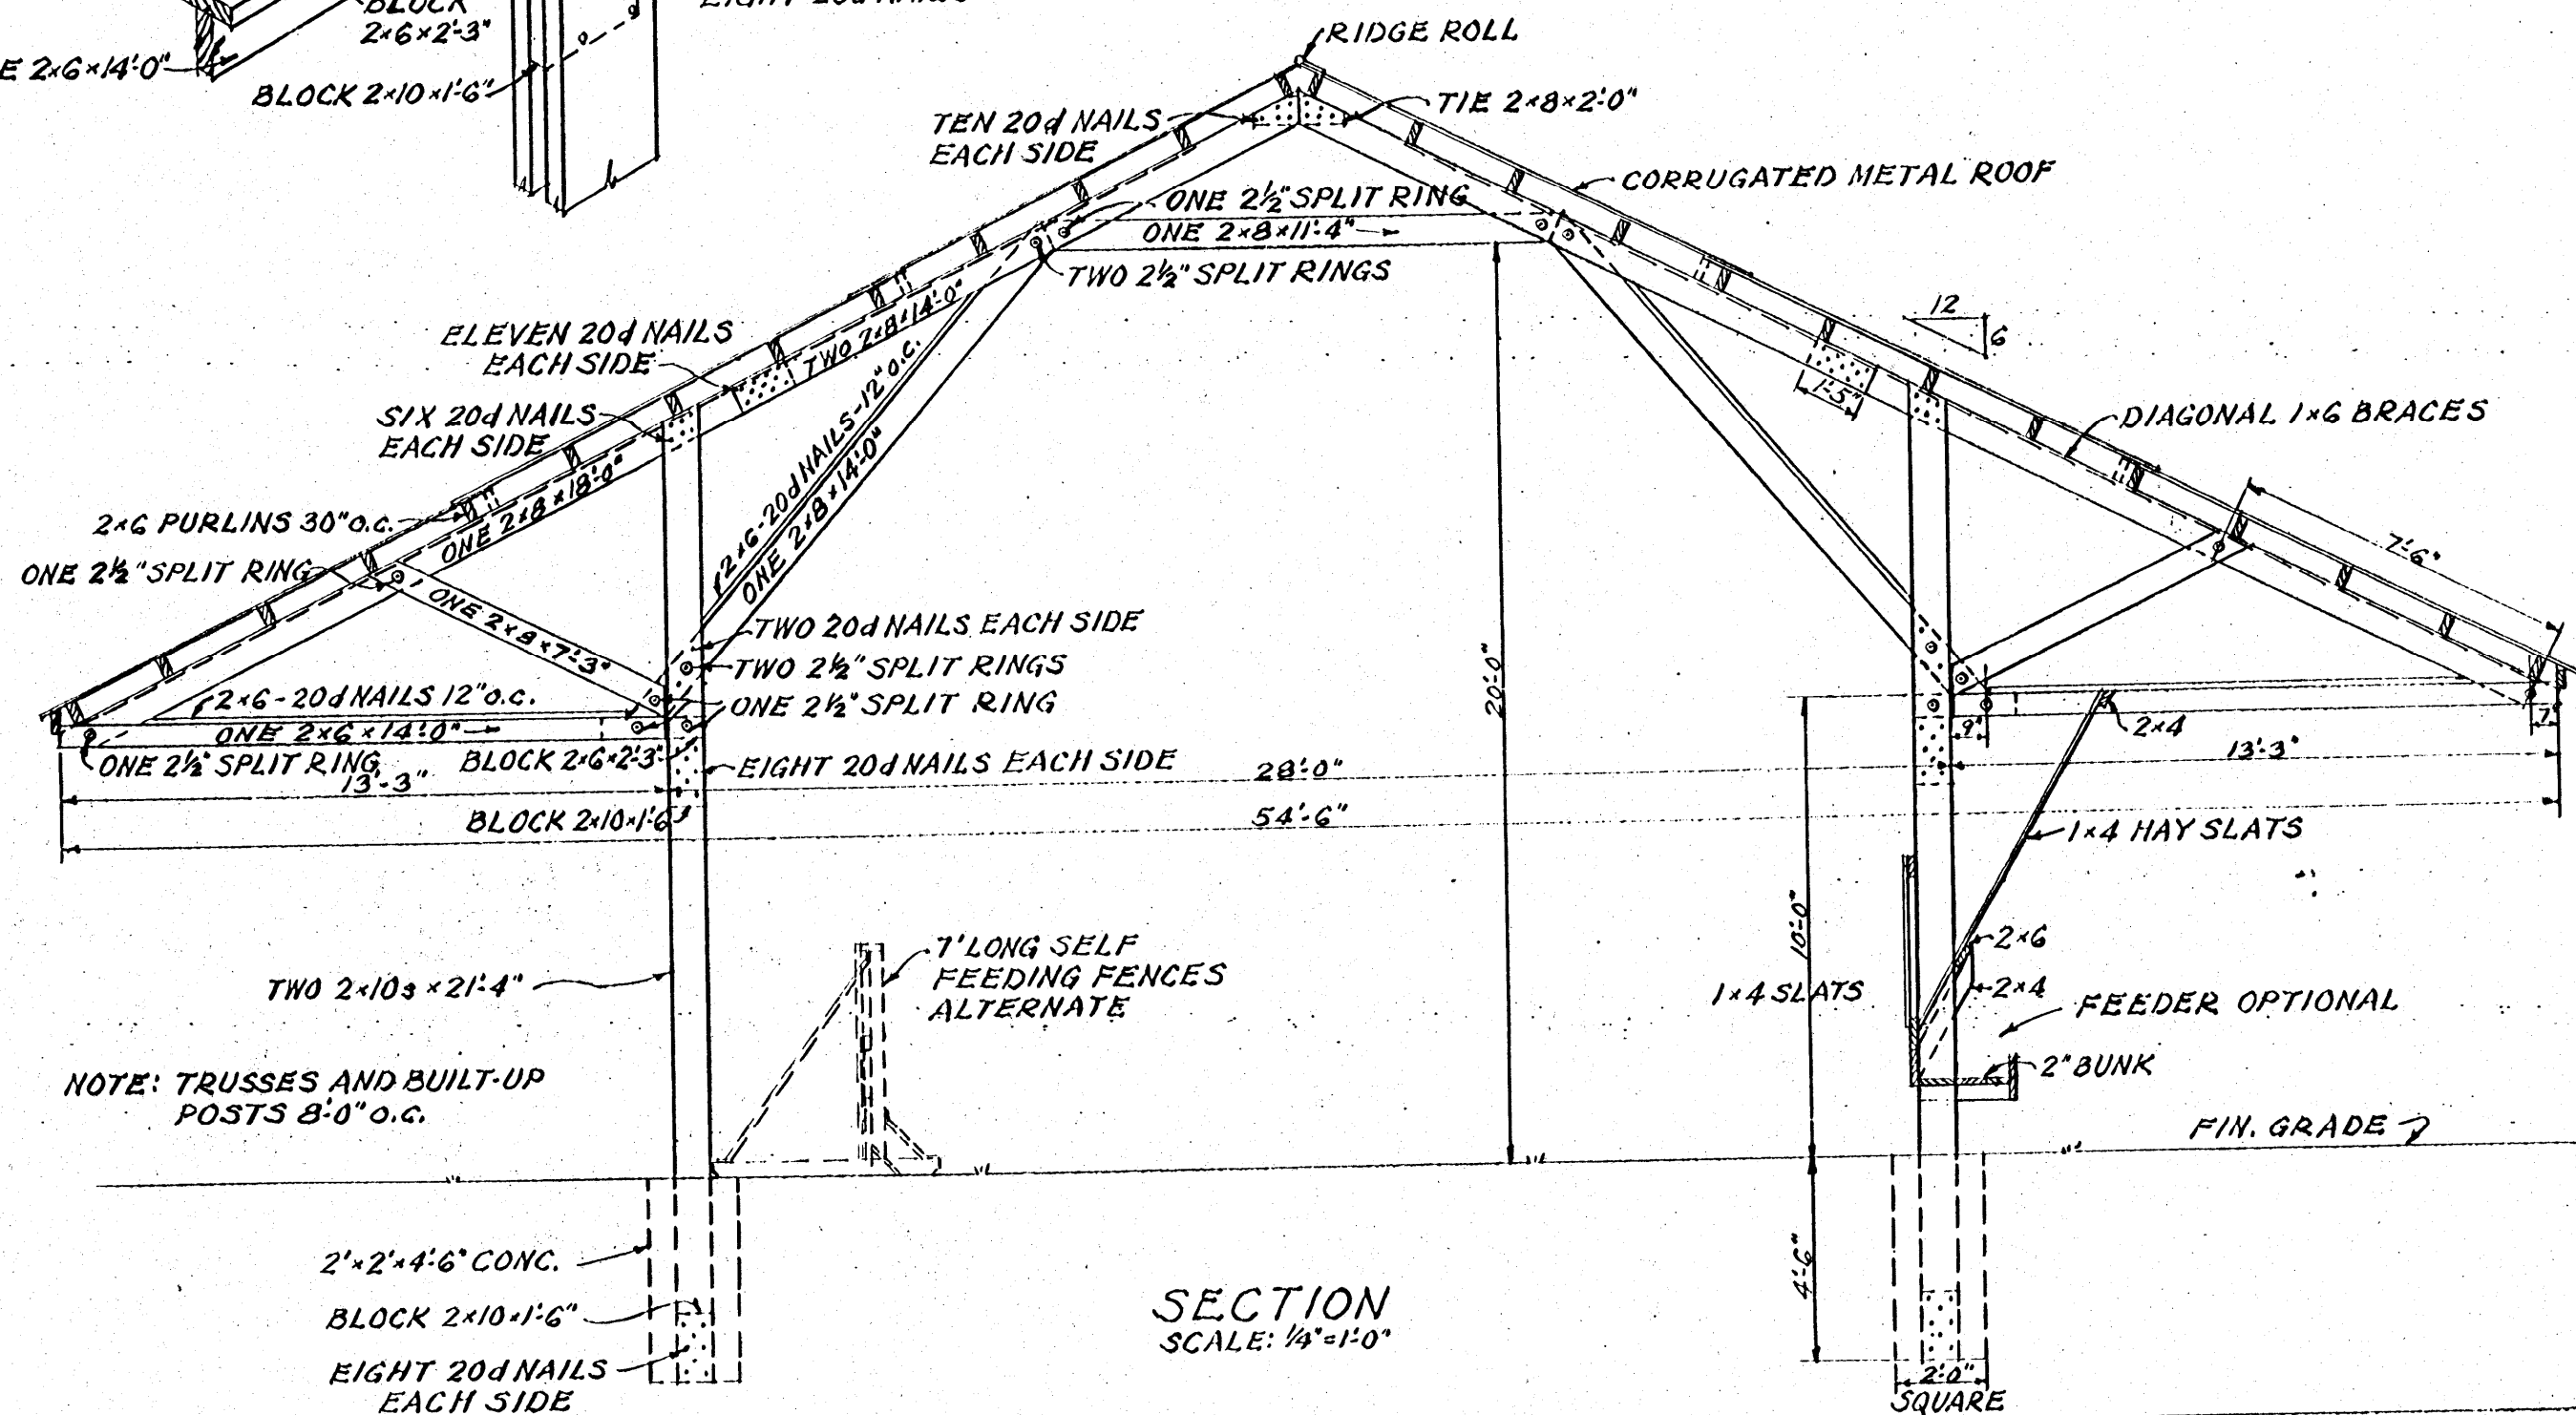 BLOCK
2×6×2'-3"
E 2×6×14'-0"
BLOCK 2×10×1'-6"
RIDGE ROLL
TEN 20d NAILS
EACH SIDE
TIE 2×8×2'-0"
CORRUGATED METAL ROOF
ONE 2½" SPLIT RING
ONE 2×8×11'-4"
TWO 2½" SPLIT RINGS
ELEVEN 20d NAILS
EACH SIDE
TWO 2×8×14'-0"
12
6
1'-5"
SIX 20d NAILS
EACH SIDE
2×6-20d NAILS-12" O.C.
ONE 2×8×14'-0"
DIAGONAL 1×6 BRACES
2×6 PURLINS 30" O.C.
ONE 2×8×18'-0"
7'-6"
ONE 2½" SPLIT RING
ONE 2×8×7'-3"
TWO 20d NAILS EACH SIDE
TWO 2½" SPLIT RINGS
ONE 2½" SPLIT RING
2×6-20d NAILS 12" O.C.
ONE 2×6×14'-0"
ONE 2½" SPLIT RING
BLOCK 2×6×2'-3"
EIGHT 20d NAILS EACH SIDE
20'-0"
9"
2×4
7"
13'-3"
28'-0"
13'-3"
BLOCK 2×10×1'-6"
54'-6"
1×4 HAY SLATS
10'-0"
7' LONG SELF
FEEDING FENCES
ALTERNATE
TWO 2×10s×21'-4"
1×4 SLATS
2×6
2×4
FEEDER OPTIONAL
2" BUNK
NOTE: TRUSSES AND BUILT-UP
POSTS 8'-0" O.C.
FIN. GRADE
2'×2'×4'-6" CONC.
BLOCK 2×10×1'-6"
EIGHT 20d NAILS
EACH SIDE
SECTION
SCALE: ¼"=1'-0"
4'-6"
2'-0"
SQUARE